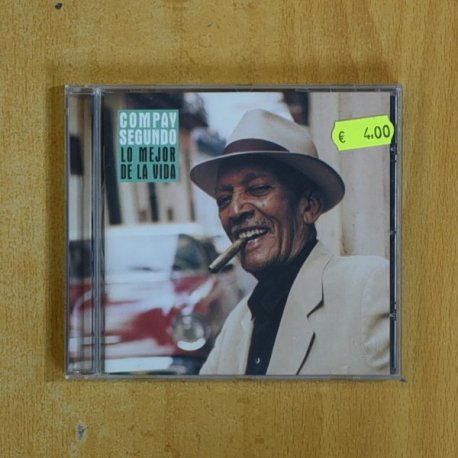 COMPAY
SEGUNDO
LO MEJOR
DE LA VIDA
€ 4.00